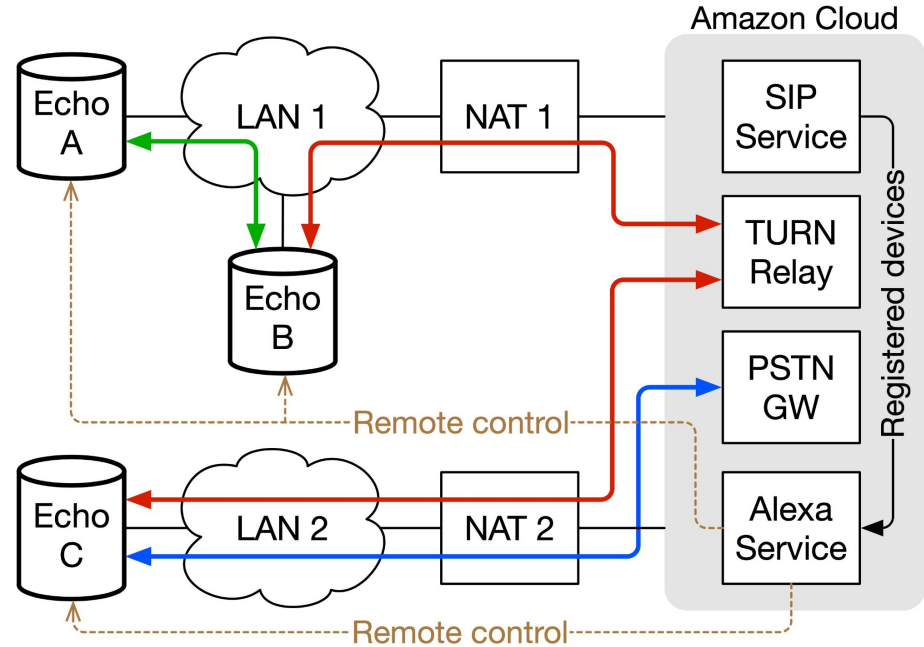 Amazon Cloud
Echo
A
LAN 1
NAT 1
SIP
Service
TURN
Relay
Registered devices
Echo
B
PSTN
GW
Remote control
Echo
C
LAN 2
NAT 2
Alexa
Service
Remote control